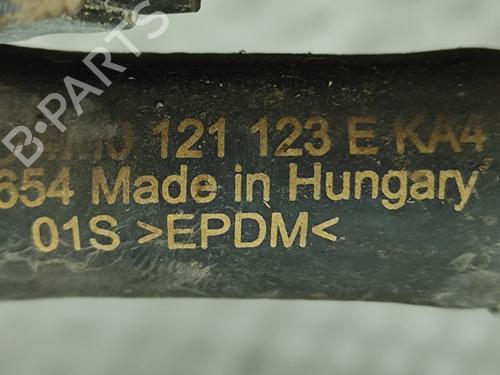 B-PARTS
121 123 E KA4
654 Made in Hungary
01S >EPDM<